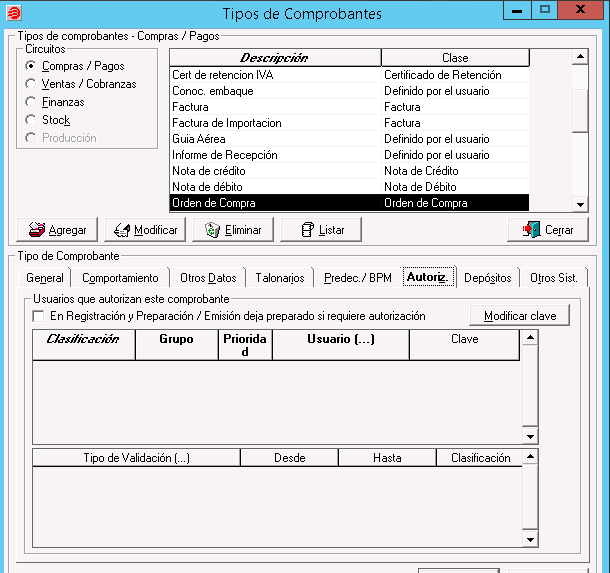 Tipos de Comprobantes
Tipos de comprobantes - Compras / Pagos
Circuitos
Compras / Pagos
Ventas / Cobranzas
Finanzas
Stock
Producción
Descripción Clase
Cert de retencion IVA Certificado de Retención
Conoc. embaque Definido por el usuario
Factura Factura
Factura de Importacion Factura
Guia Aérea Definido por el usuario
Informe de Recepción Definido por el usuario
Nota de crédito Nota de Crédito
Nota de débito Nota de Débito
Orden de Compra Orden de Compra
Agregar Modificar Eliminar Listar Cerrar
Tipo de Comprobante
General Comportamiento Otros Datos Talonarios Predec./ BPM Autoriz. Depósitos Otros Sist.
Usuarios que autorizan este comprobante
En Registración y Preparación / Emisión deja preparado si requiere autorización
Modificar clave
Clasificación Grupo Priorida
d Usuario (...) Clave
Tipo de Validación (...) Desde Hasta Clasificación